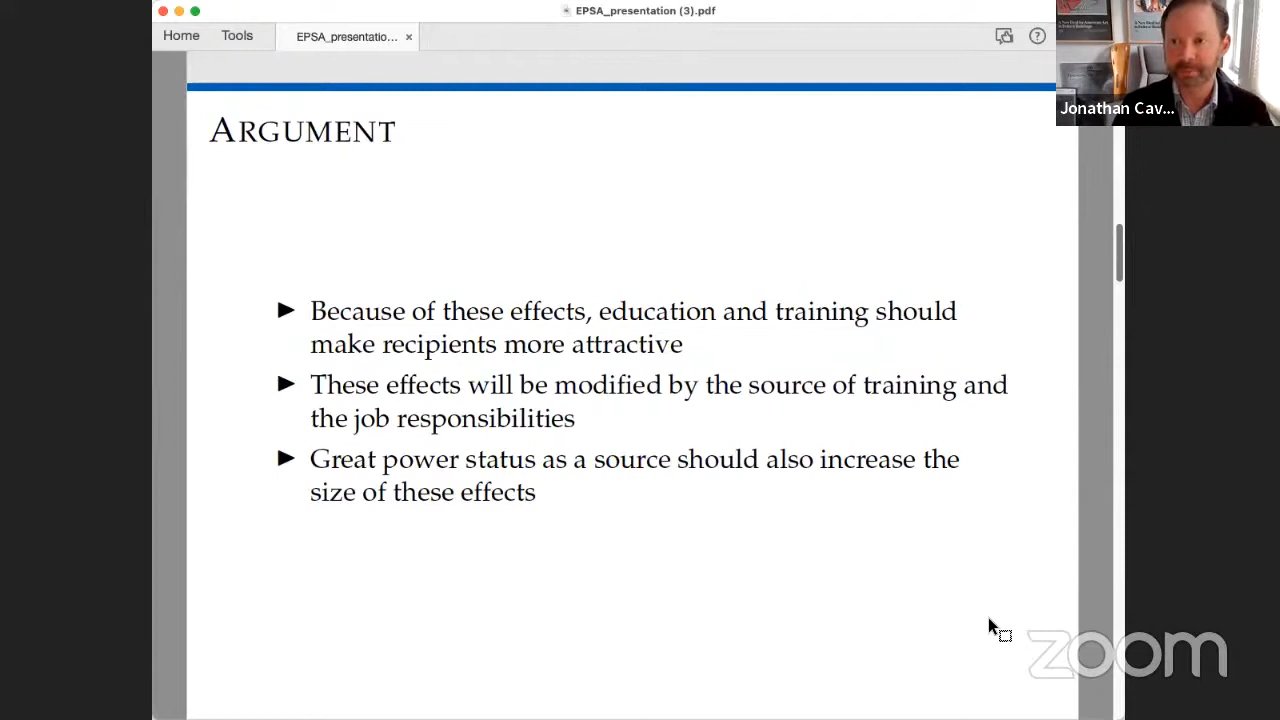 EPSA_presentation (3).pdf
Home
Tools
EPSA_presentatio...
Jonathan Cav...
ARGUMENT
Because of these effects, education and training should
make recipients more attractive
These effects will be modified by the source of training and
the job responsibilities
Great power status as a source should also increase the
size of these effects
zoom